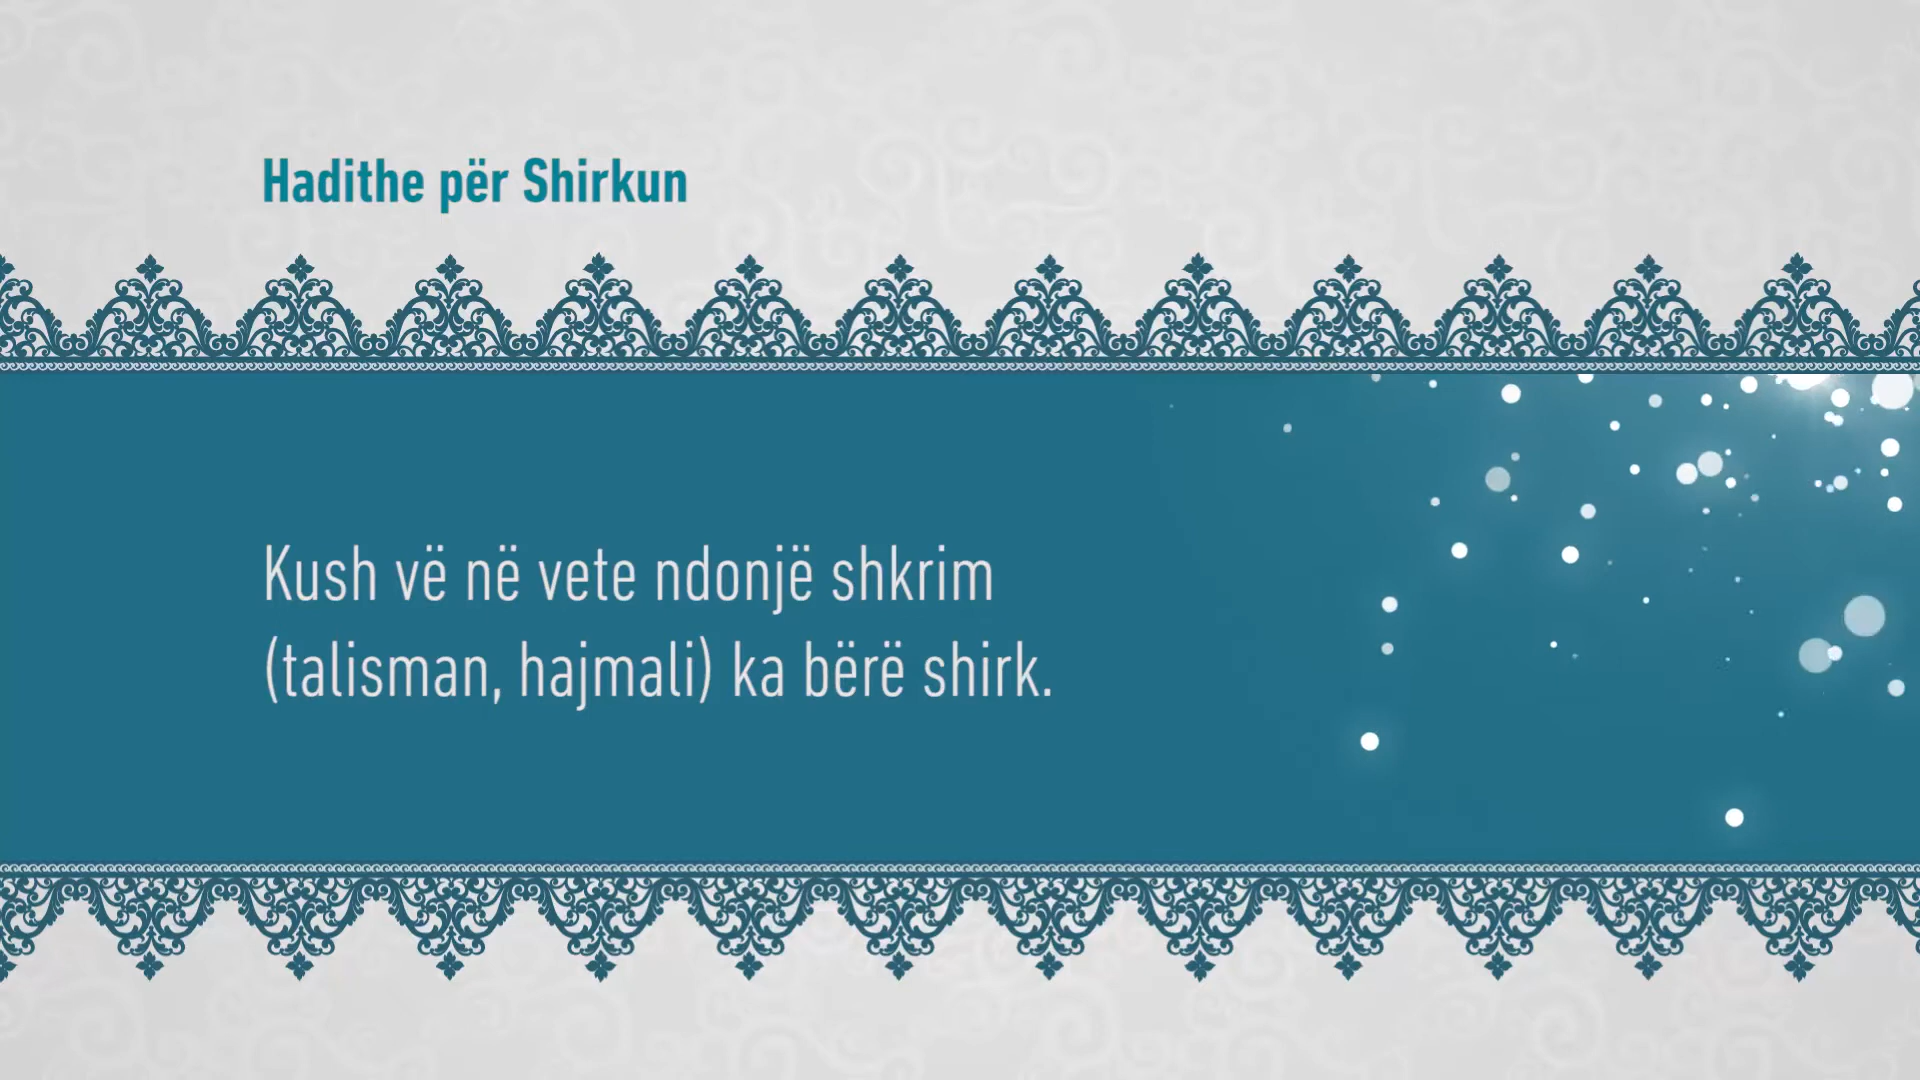 Hadithe për Shirkun
Kush vë në vete ndonjë shkrim
(talisman, hajmali) ka bërë shirk.